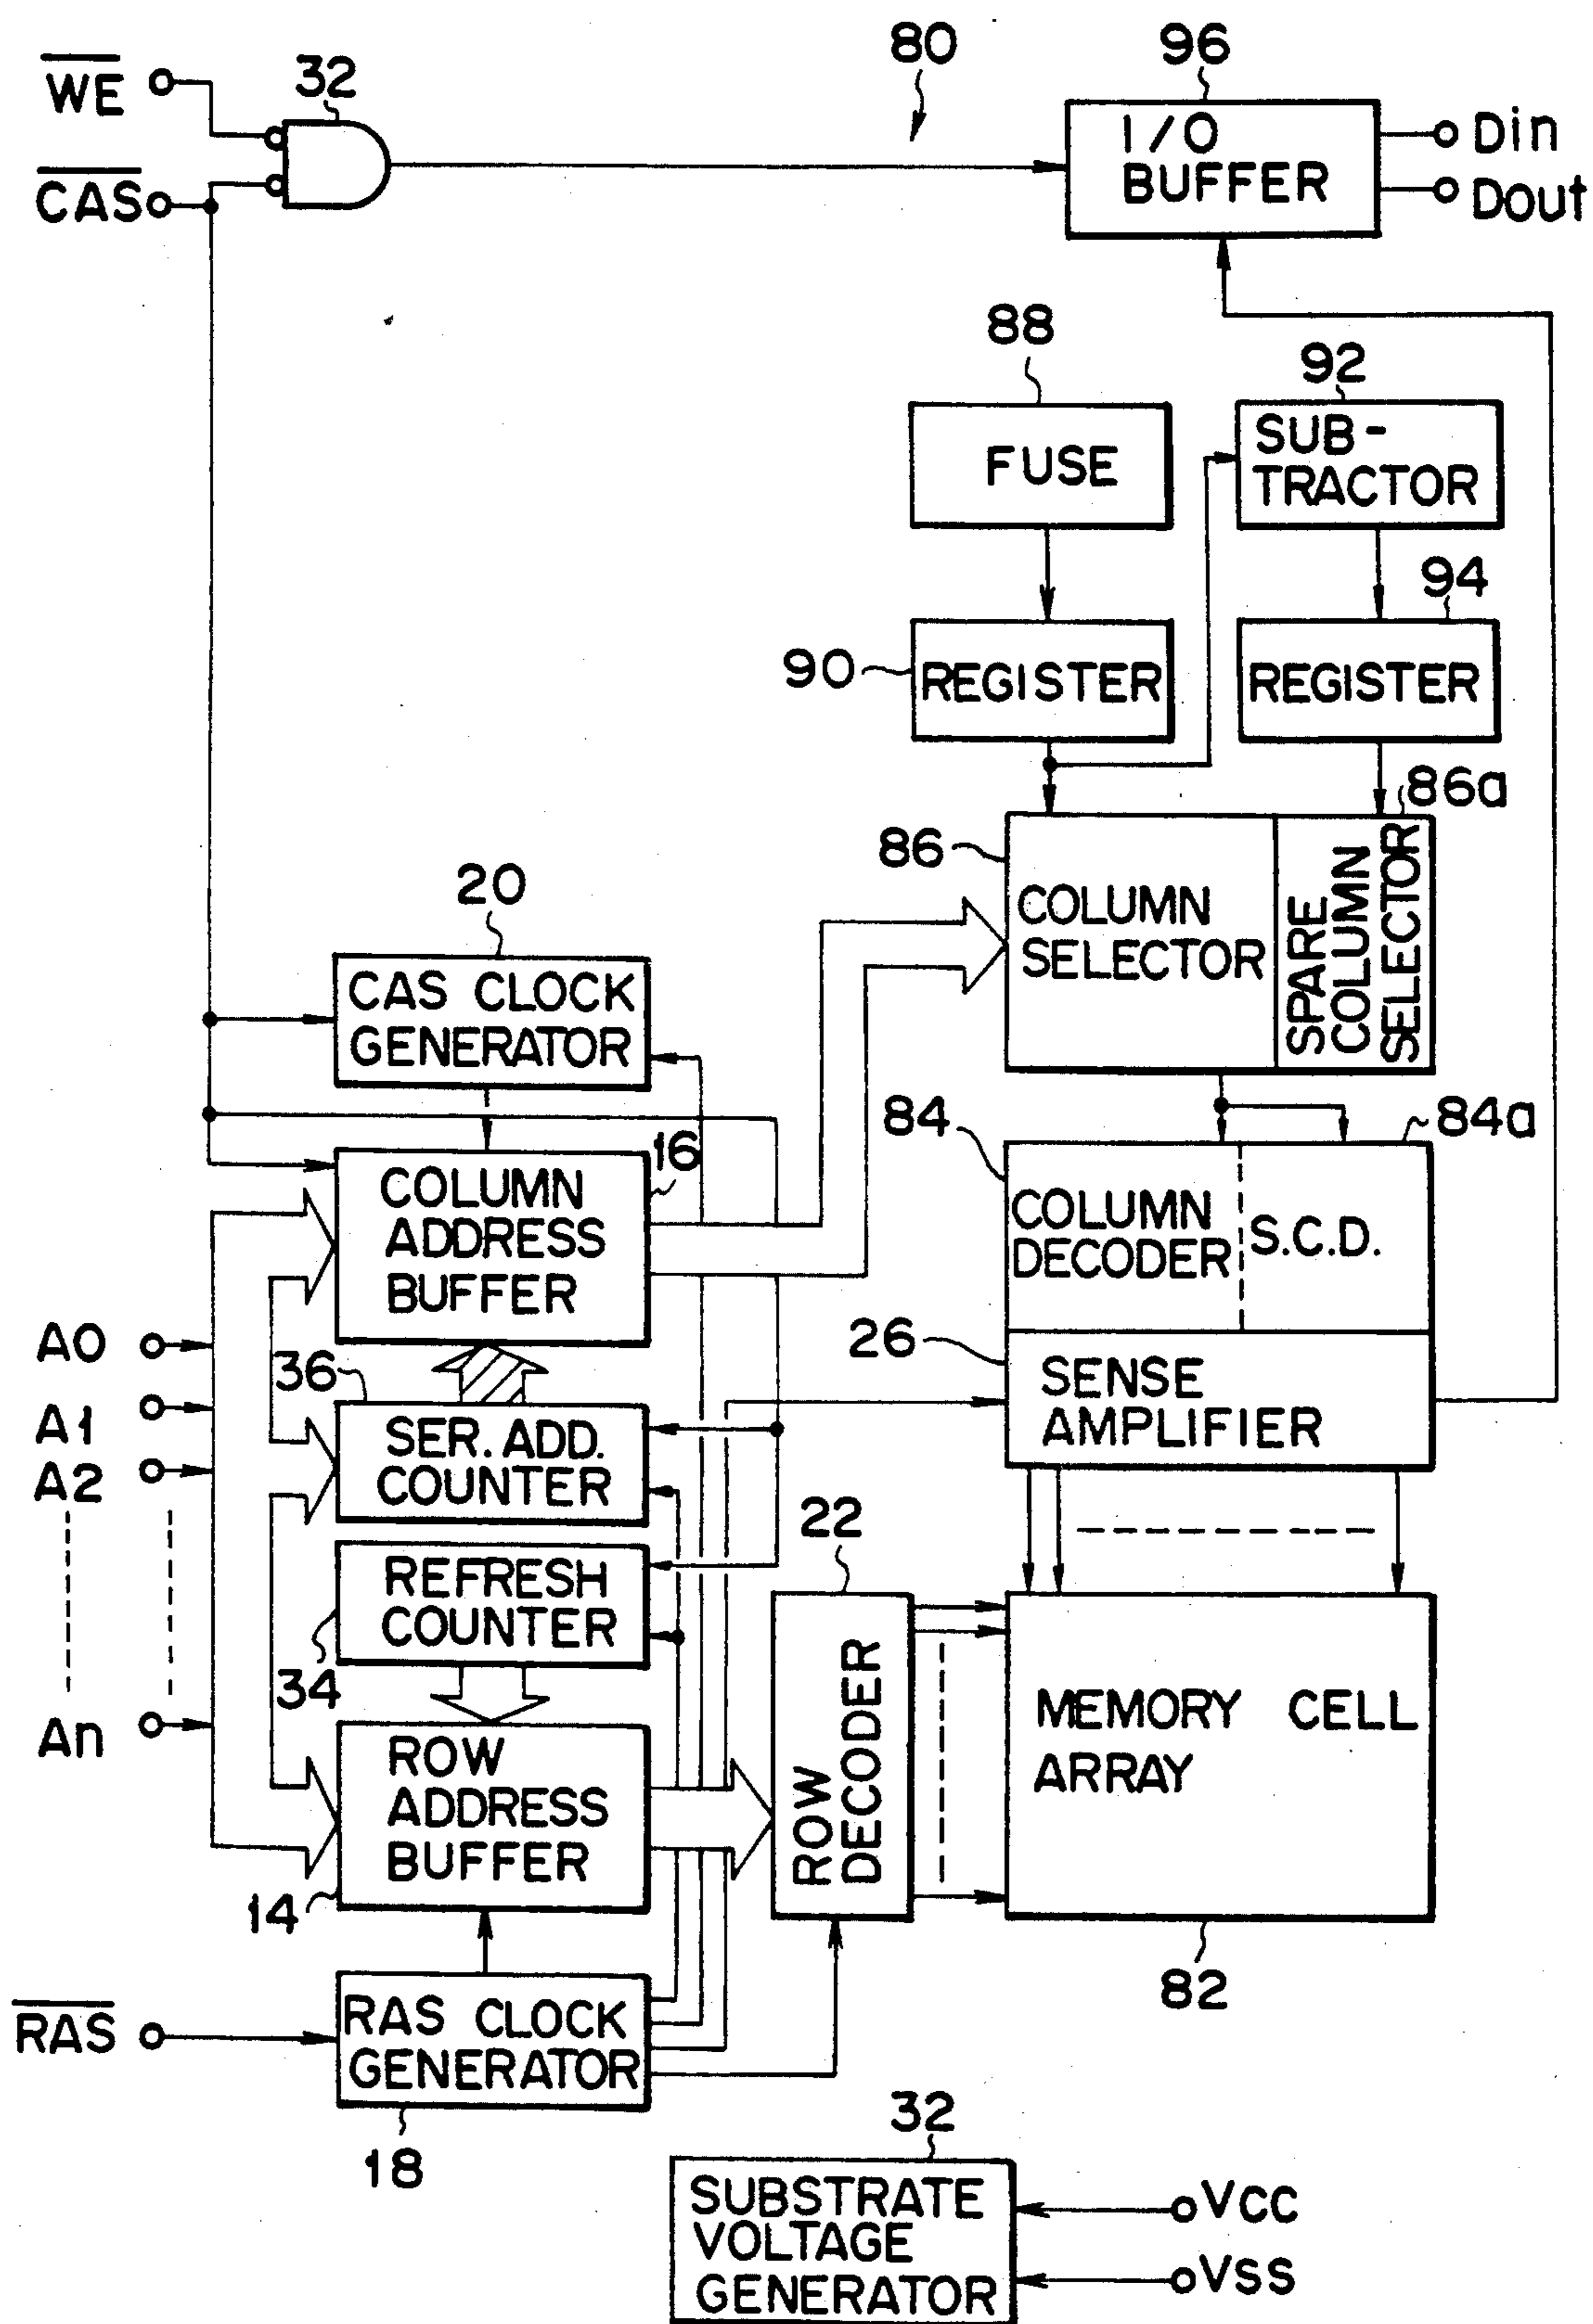 80
96
WE
32
I/O
BUFFER
Din
CAS
Dout
88
92
FUSE
SUB-
TRACTOR
94
90
REGISTER
REGISTER
86a
86
COLUMN
SELECTOR
SPARE
COLUMN
SELECTOR
20
CAS CLOCK
GENERATOR
84
84a
16
COLUMN
ADDRESS
BUFFER
COLUMN
DECODER
S.C.D.
A0
26
36
SENSE
AMPLIFIER
A1
SER. ADD.
COUNTER
A2
22
REFRESH
COUNTER
34
ROW
DECODER
MEMORY CELL
ARRAY
An
ROW
ADDRESS
BUFFER
14
82
RAS
RAS CLOCK
GENERATOR
18
32
SUBSTRATE
VOLTAGE
GENERATOR
VCC
VSS